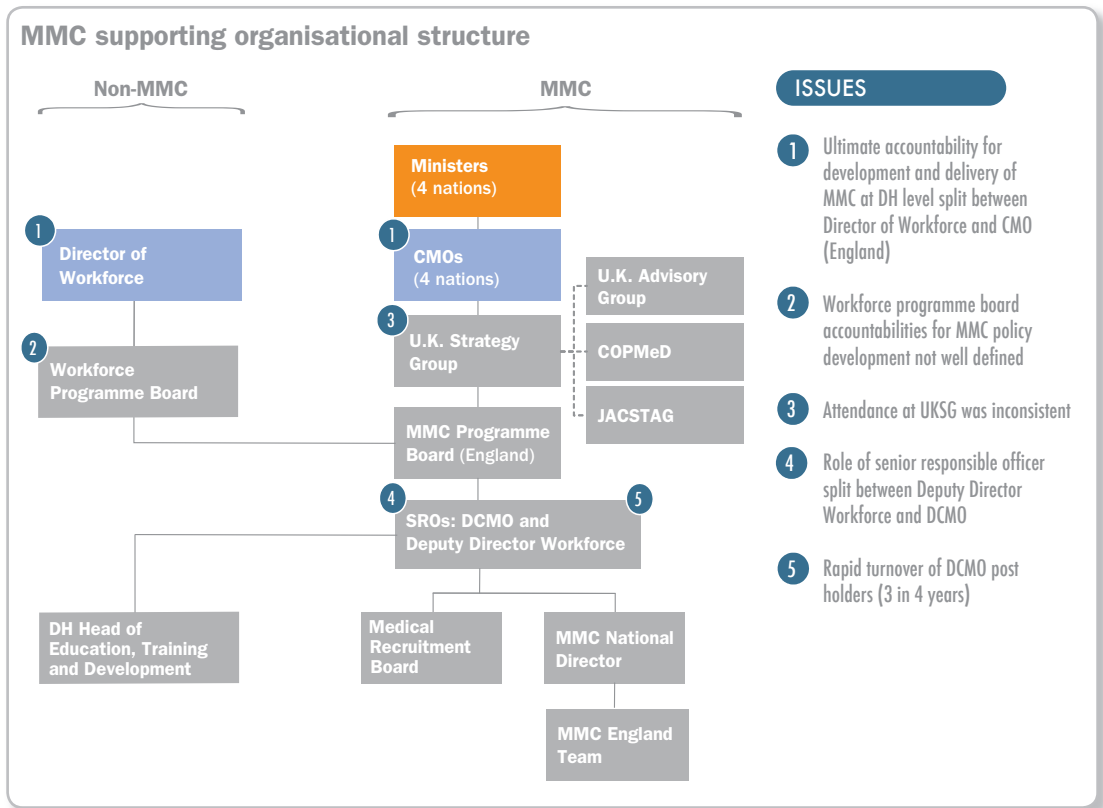 MMC supporting organisational structure
Non-MMC
MMC
Ministers
(4 nations)
1
Director of
Workforce
1
CMOs
(4 nations)
U.K. Advisory
Group
3
U.K. Strategy
Group
COPMeD
2
Workforce
Programme Board
JACSTAG
MMC Programme
Board (England)
4
5
SROs: DCMO and
Deputy Director Workforce
DH Head of
Education, Training
and Development
Medical
Recruitment
Board
MMC National
Director
MMC England
Team
ISSUES
1
Ultimate accountability for
development and delivery of
MMC at DH level split between
Director of Workforce and CMO
(England)
2
Workforce programme board
accountabilities for MMC policy
development not well defined
3
Attendance at UKSG was inconsistent
4
Role of senior responsible officer
split between Deputy Director
Workforce and DCMO
5
Rapid turnover of DCMO post
holders (3 in 4 years)